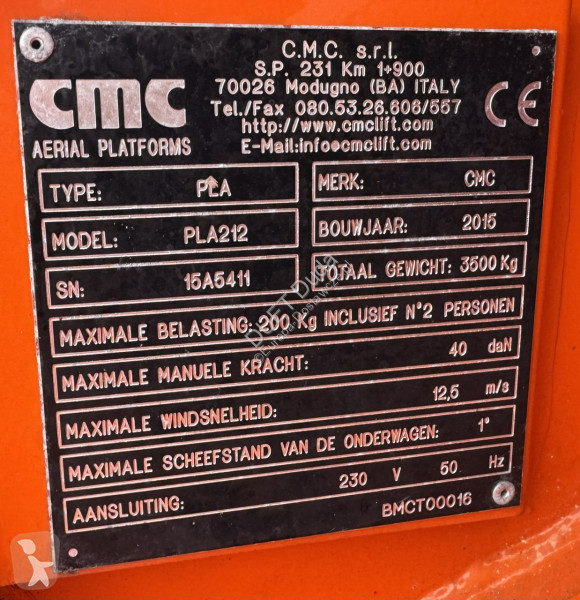 C.M.C. s.r.l.
S.P. 231 Km 1+900
70026 Modugno (BA) ITALY
Tel./Fax 080.53.26.606/557
http://www.cmclift.com
E-Mail:info@cmclift.com
cmc
AERIAL PLATFORMS
CE
TYPE: PLA
MERK: CMC
MODEL: PLA212
BOUWJAAR: 2015
SN: 15A5411
TOTAAL GEWICHT: 3500 Kg
MAXIMALE BELASTING: 200 Kg INCLUSIEF N°2 PERSONEN
MAXIMALE MANUELE KRACHT: 40 daN
MAXIMALE WINDSNELHEID: 12,5 m/s
MAXIMALE SCHEEFSTAND VAN DE ONDERWAGEN: 1°
AANSLUITING: 230 V 50 Hz
BMCT00016